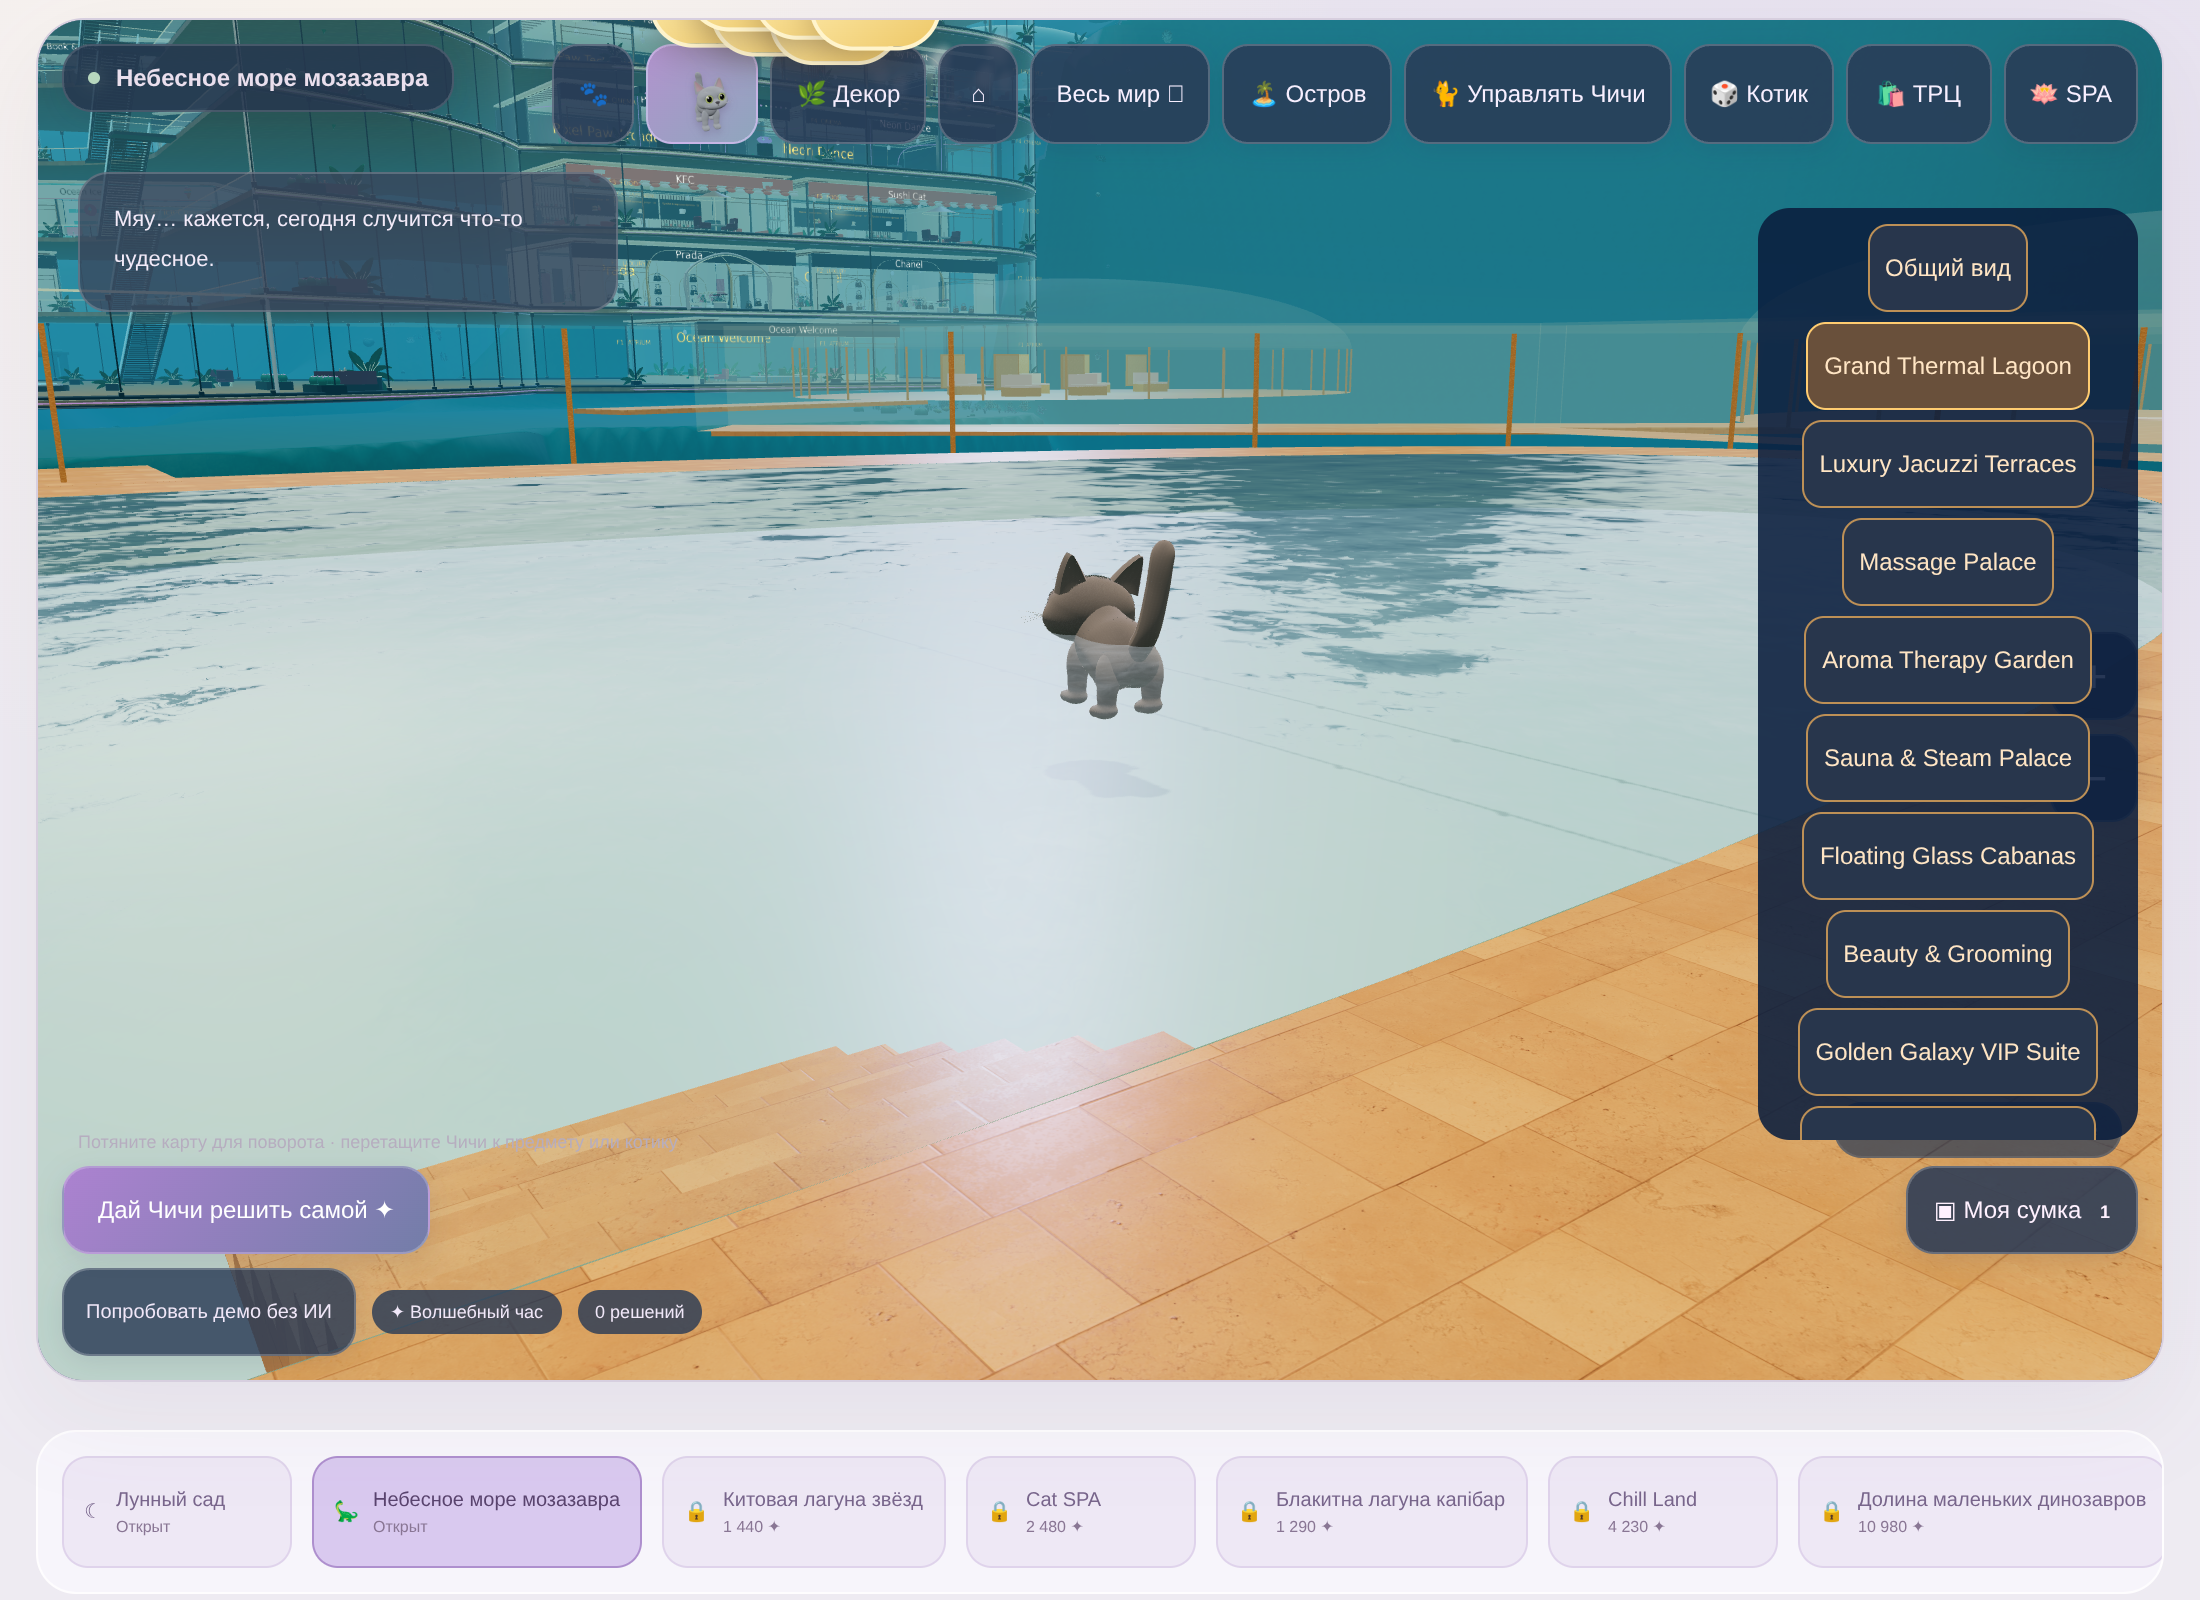 Небесное море мозазавра
🌿 Декор
⌂
Весь мир
🏝️ Остров
🐈 Управлять Чичи
🎲 Котик
🛍️ ТРЦ
🪷 SPA
Мяу… кажется, сегодня случится что-то
чудесное.
KFC
Sushi Cat
Prada
Chanel
Ocean Welcome
Ocean Welcome
Общий вид
Grand Thermal Lagoon
Luxury Jacuzzi Terraces
Massage Palace
Aroma Therapy Garden
Sauna & Steam Palace
Floating Glass Cabanas
Beauty & Grooming
Golden Galaxy VIP Suite
Потяните карту для поворота · перетащите Чичи к предмету или котику
Дай Чичи решить самой ✦
▣ Моя сумка 1
Попробовать демо без ИИ
✦ Волшебный час
0 решений
Лунный сад
Открыт
Небесное море мозазавра
Открыт
Китовая лагуна звёзд
1 440 ✦
Cat SPA
2 480 ✦
Блакитна лагуна капібар
1 290 ✦
Chill Land
4 230 ✦
Долина маленьких динозавров
10 980 ✦